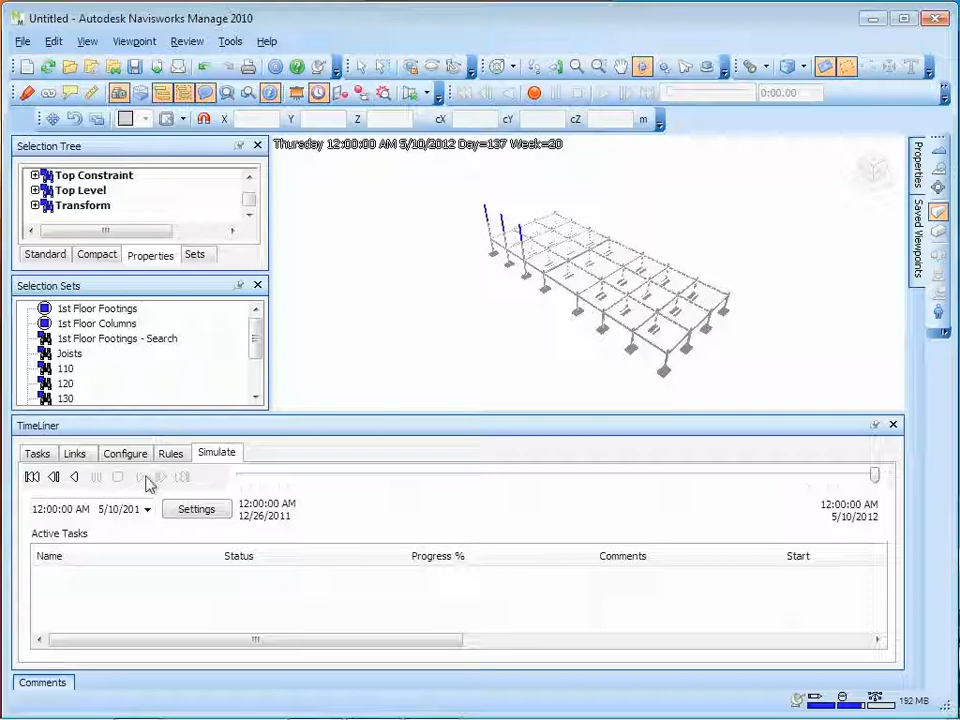 Untitled - Autodesk Navisworks Manage 2010
File Edit View Viewpoint Review Tools Help
0:00.00
X Y Z cX cY cZ m
Selection Tree
Top Constraint
Top Level
Transform
Standard Compact Properties Sets
Selection Sets
1st Floor Footings
1st Floor Columns
1st Floor Footings - Search
Joists
110
120
130
Thursday 12:00:00 AM 5/10/2012 Day=137 Week=20
Properties
Saved Viewpoints
TimeLiner
Tasks Links Configure Rules Simulate
12:00:00 AM 5/10/201 Settings
12:00:00 AM
12/26/2011
12:00:00 AM
5/10/2012
Active Tasks
Name Status Progress % Comments Start
Comments
192 MB